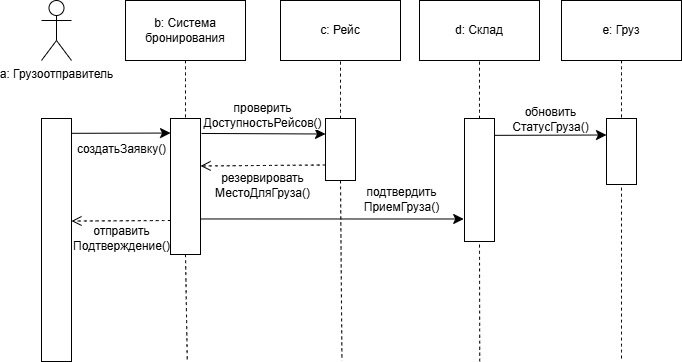 a: Грузоотправитель
b: Система
бронирования
c: Рейс
d: Склад
e: Груз
создатьЗаявку()
проверить
ДоступностьРейсов()
резервировать
МестоДляГруза()
подтвердить
ПриемГруза()
обновить
СтатусГруза()
отправить
Подтверждение()